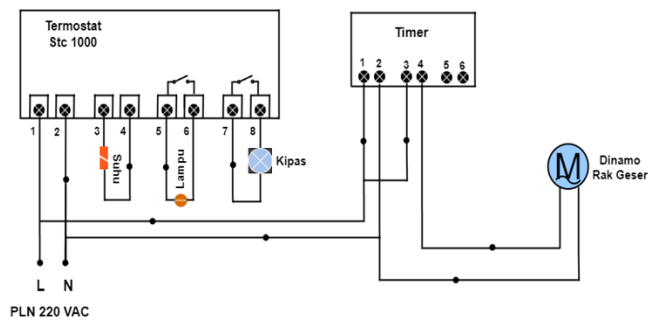 Termostat
Stc 1000
1
2
3
4
5
6
7
8
Suhu
Lampu
Kipas
Timer
1
2
3
4
5
6
M
Dinamo
Rak Geser
L
N
PLN 220 VAC